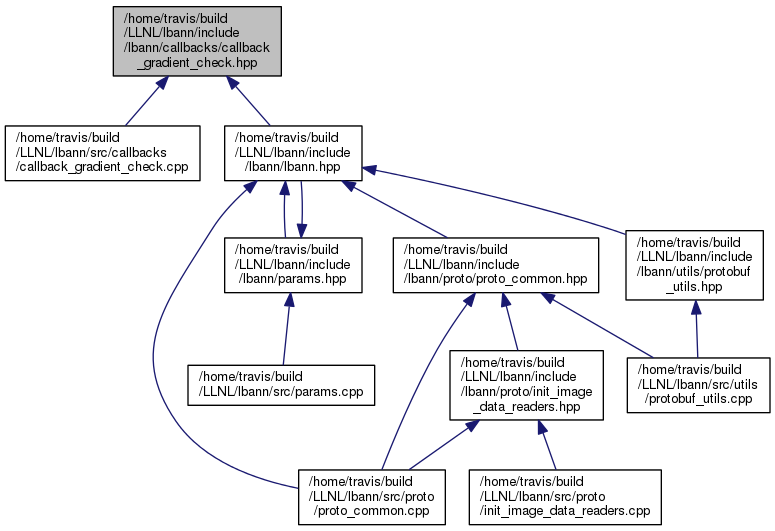 /home/travis/build
/LLNL/lbann/include
/lbann/callbacks/callback
_gradient_check.hpp
/home/travis/build
/LLNL/lbann/src/callbacks
/callback_gradient_check.cpp
/home/travis/build
/LLNL/lbann/include
/lbann/lbann.hpp
/home/travis/build
/LLNL/lbann/include
/lbann/params.hpp
/home/travis/build
/LLNL/lbann/include
/lbann/proto/proto_common.hpp
/home/travis/build
/LLNL/lbann/include
/lbann/utils/protobuf
_utils.hpp
/home/travis/build
/LLNL/lbann/src/params.cpp
/home/travis/build
/LLNL/lbann/include
/lbann/proto/init_image
_data_readers.hpp
/home/travis/build
/LLNL/lbann/src/utils
/protobuf_utils.cpp
/home/travis/build
/LLNL/lbann/src/proto
/proto_common.cpp
/home/travis/build
/LLNL/lbann/src/proto
/init_image_data_readers.cpp